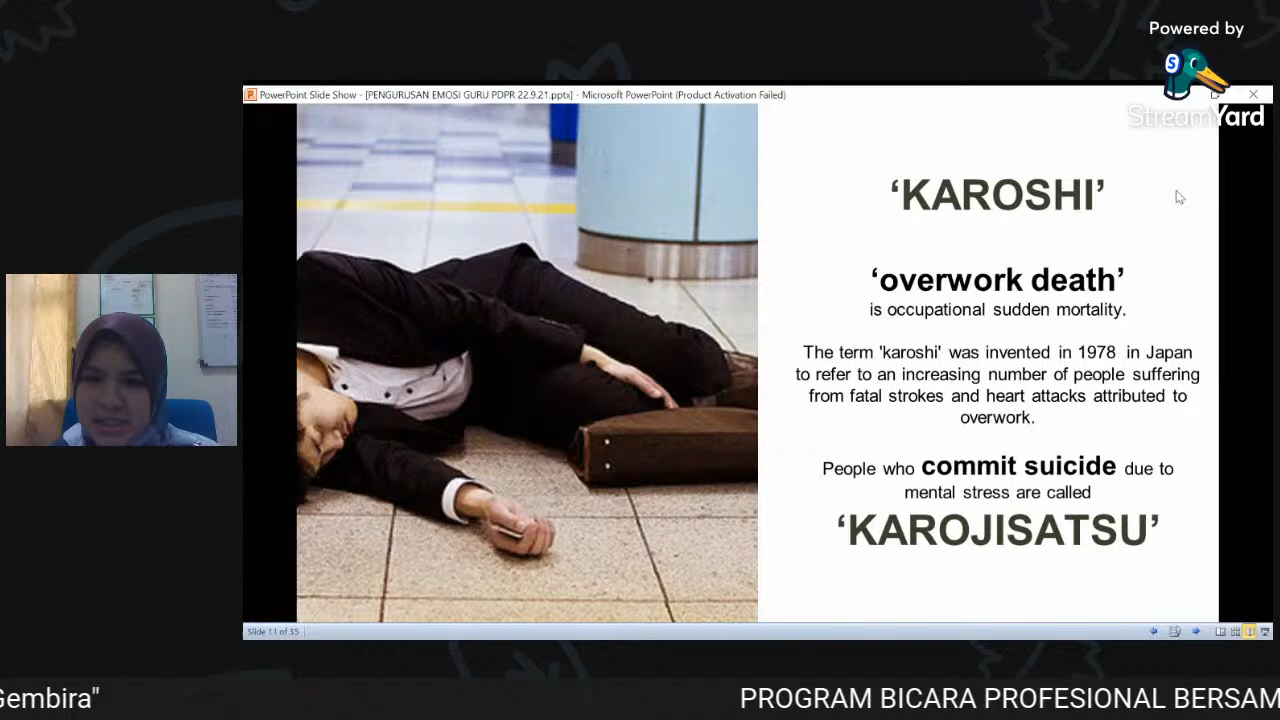 Powered by
StreamYard
PowerPoint Slide Show - [PENGURUSAN EMOSI GURU PDPR 22.9.21.pptx] - Microsoft PowerPoint (Product Activation Failed)
‘KAROSHI’
‘overwork death’
is occupational sudden mortality.
The term 'karoshi' was invented in 1978 in Japan
to refer to an increasing number of people suffering
from fatal strokes and heart attacks attributed to
overwork.
People who commit suicide due to
mental stress are called
‘KAROJISATSU’
Slide 11 of 35
Gembira"
PROGRAM BICARA PROFESIONAL BERSAM